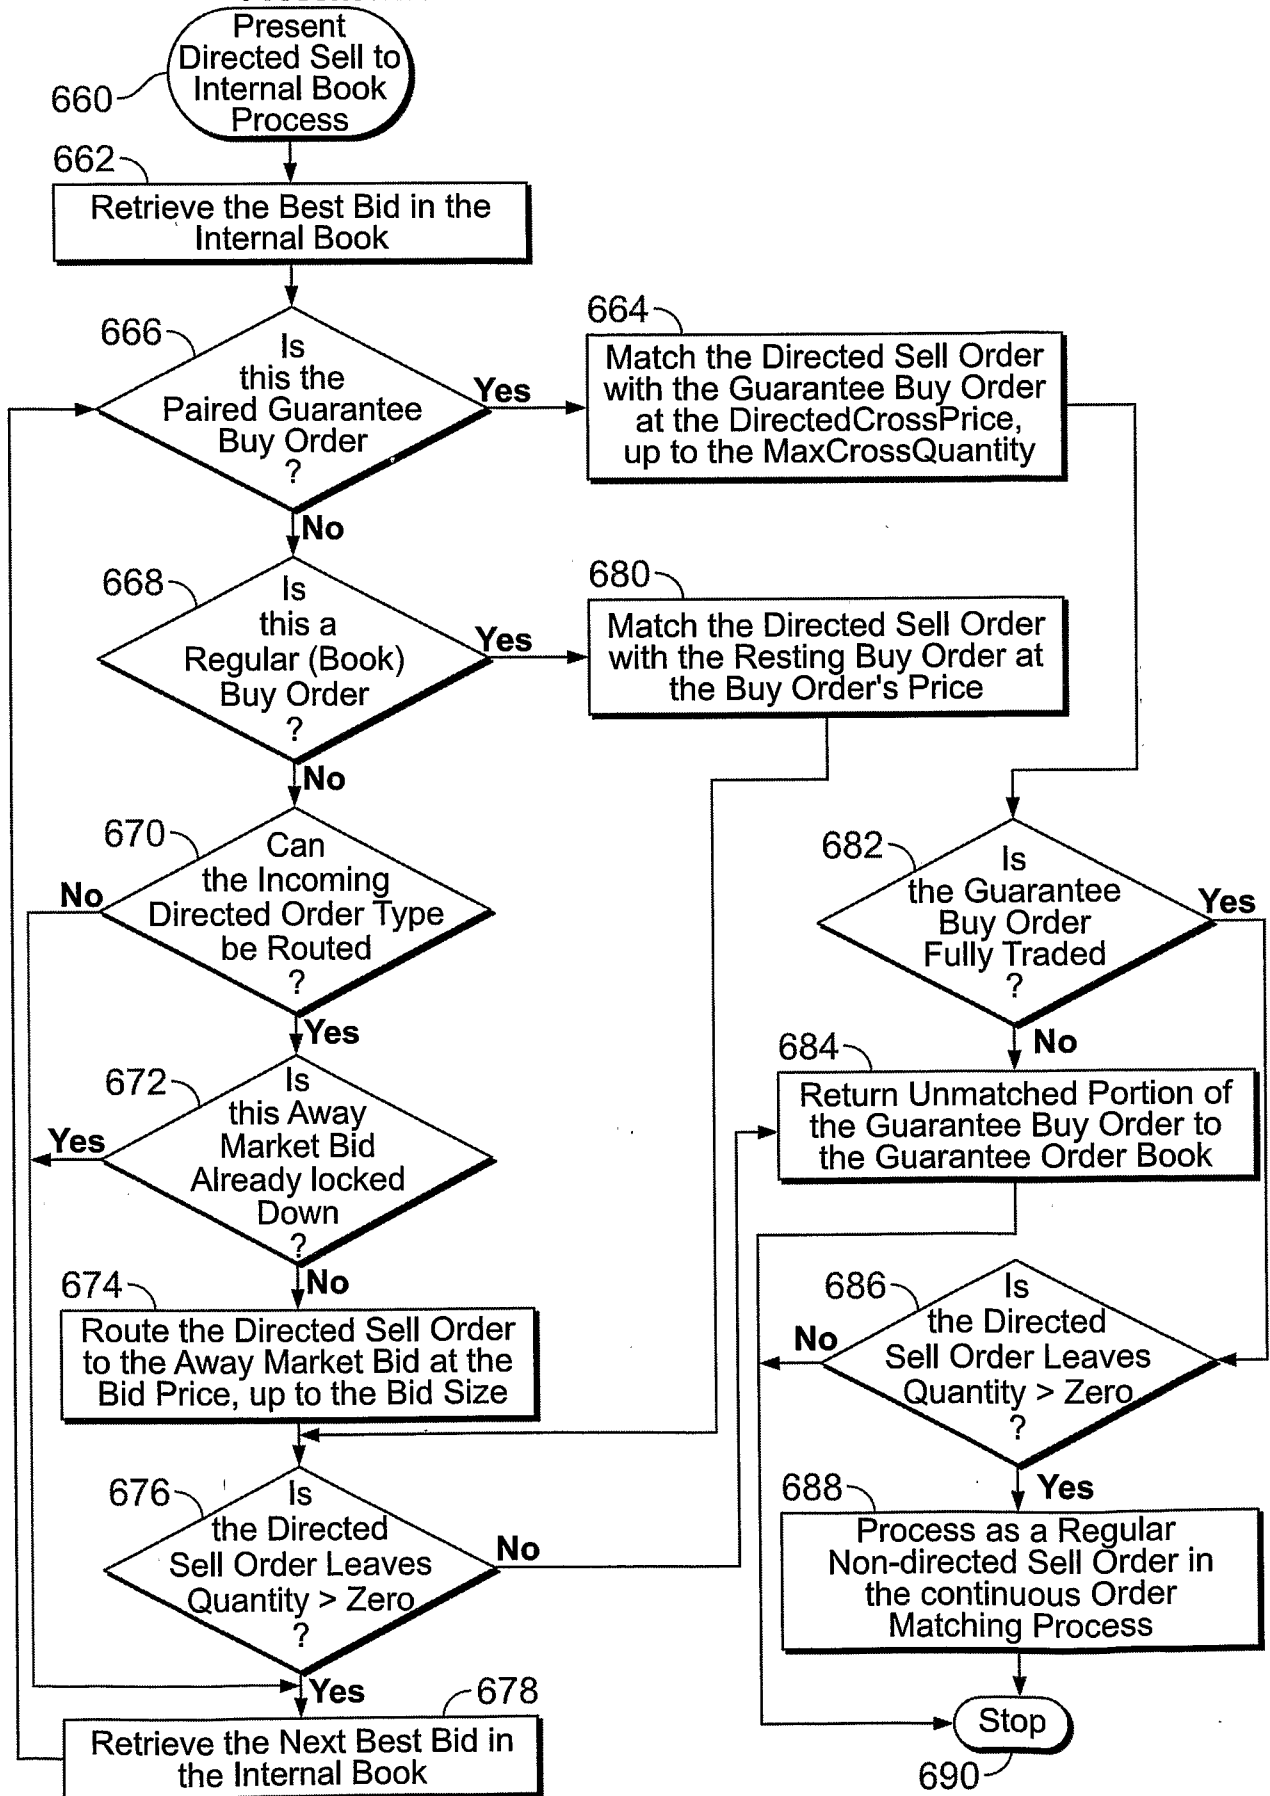 Present
Directed Sell to
Internal Book
Process
660
662
Retrieve the Best Bid in the
Internal Book
666
Is
this the
Paired Guarantee
Buy Order
?
Yes
No
664
Match the Directed Sell Order
with the Guarantee Buy Order
at the DirectedCrossPrice,
up to the MaxCrossQuantity
668
Is
this a
Regular (Book)
Buy Order
?
Yes
No
680
Match the Directed Sell Order
with the Resting Buy Order at
the Buy Order's Price
670
Can
the Incoming
Directed Order Type
be Routed
?
No
Yes
682
Is
the Guarantee
Buy Order
Fully Traded
?
Yes
No
672
Is
this Away
Market Bid
Already locked
Down
?
Yes
No
684
Return Unmatched Portion of
the Guarantee Buy Order to
the Guarantee Order Book
674
Route the Directed Sell Order
to the Away Market Bid at the
Bid Price, up to the Bid Size
686
Is
the Directed
Sell Order Leaves
Quantity > Zero
?
No
Yes
676
Is
the Directed
Sell Order Leaves
Quantity > Zero
?
No
Yes
688
Process as a Regular
Non-directed Sell Order in
the continuous Order
Matching Process
678
Retrieve the Next Best Bid in
the Internal Book
Stop
690